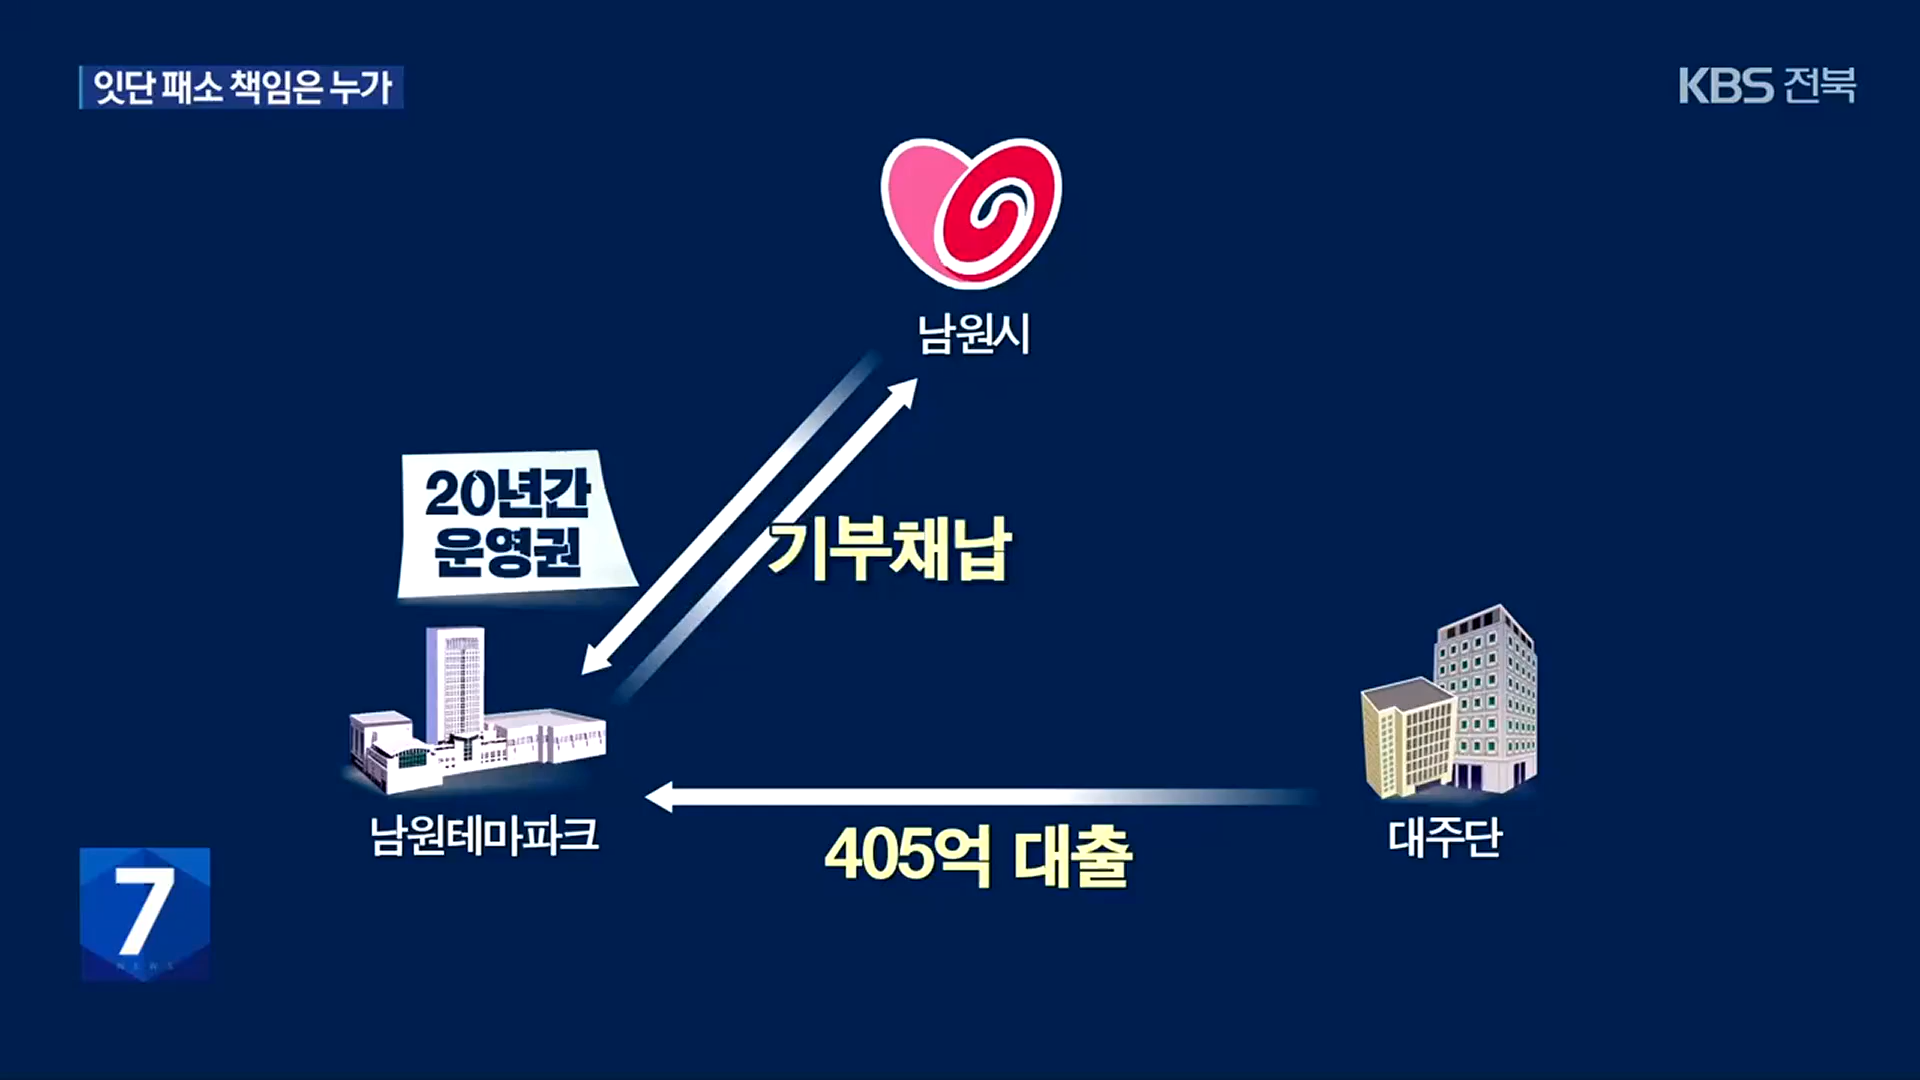 잇단 패소 책임은 누가
KBS 전북
남원시
20년간
운영권
기부채납
남원테마파크
405억 대출
대주단
7
NEWS